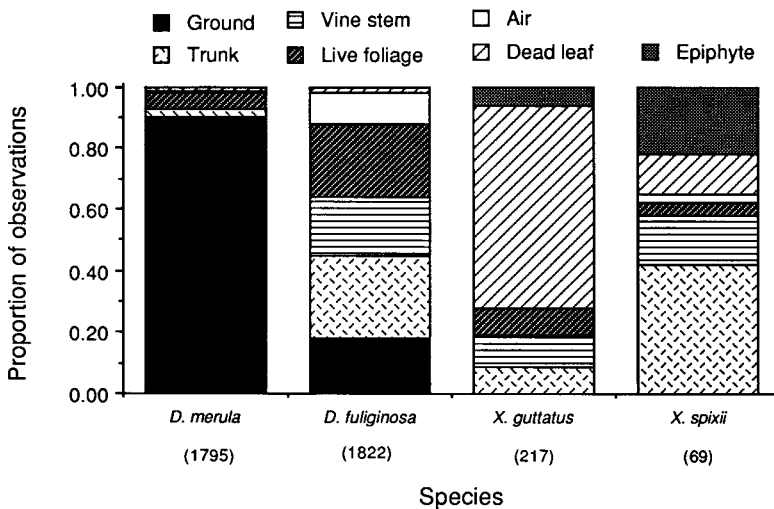 Ground
Vine stem
Air
Trunk
Live foliage
Dead leaf
Epiphyte
Proportion of observations
1.00
0.80
0.60
0.40
0.20
0.00
D. merula
D. fuliginosa
X. guttatus
X. spixii
(1795)
(1822)
(217)
(69)
Species